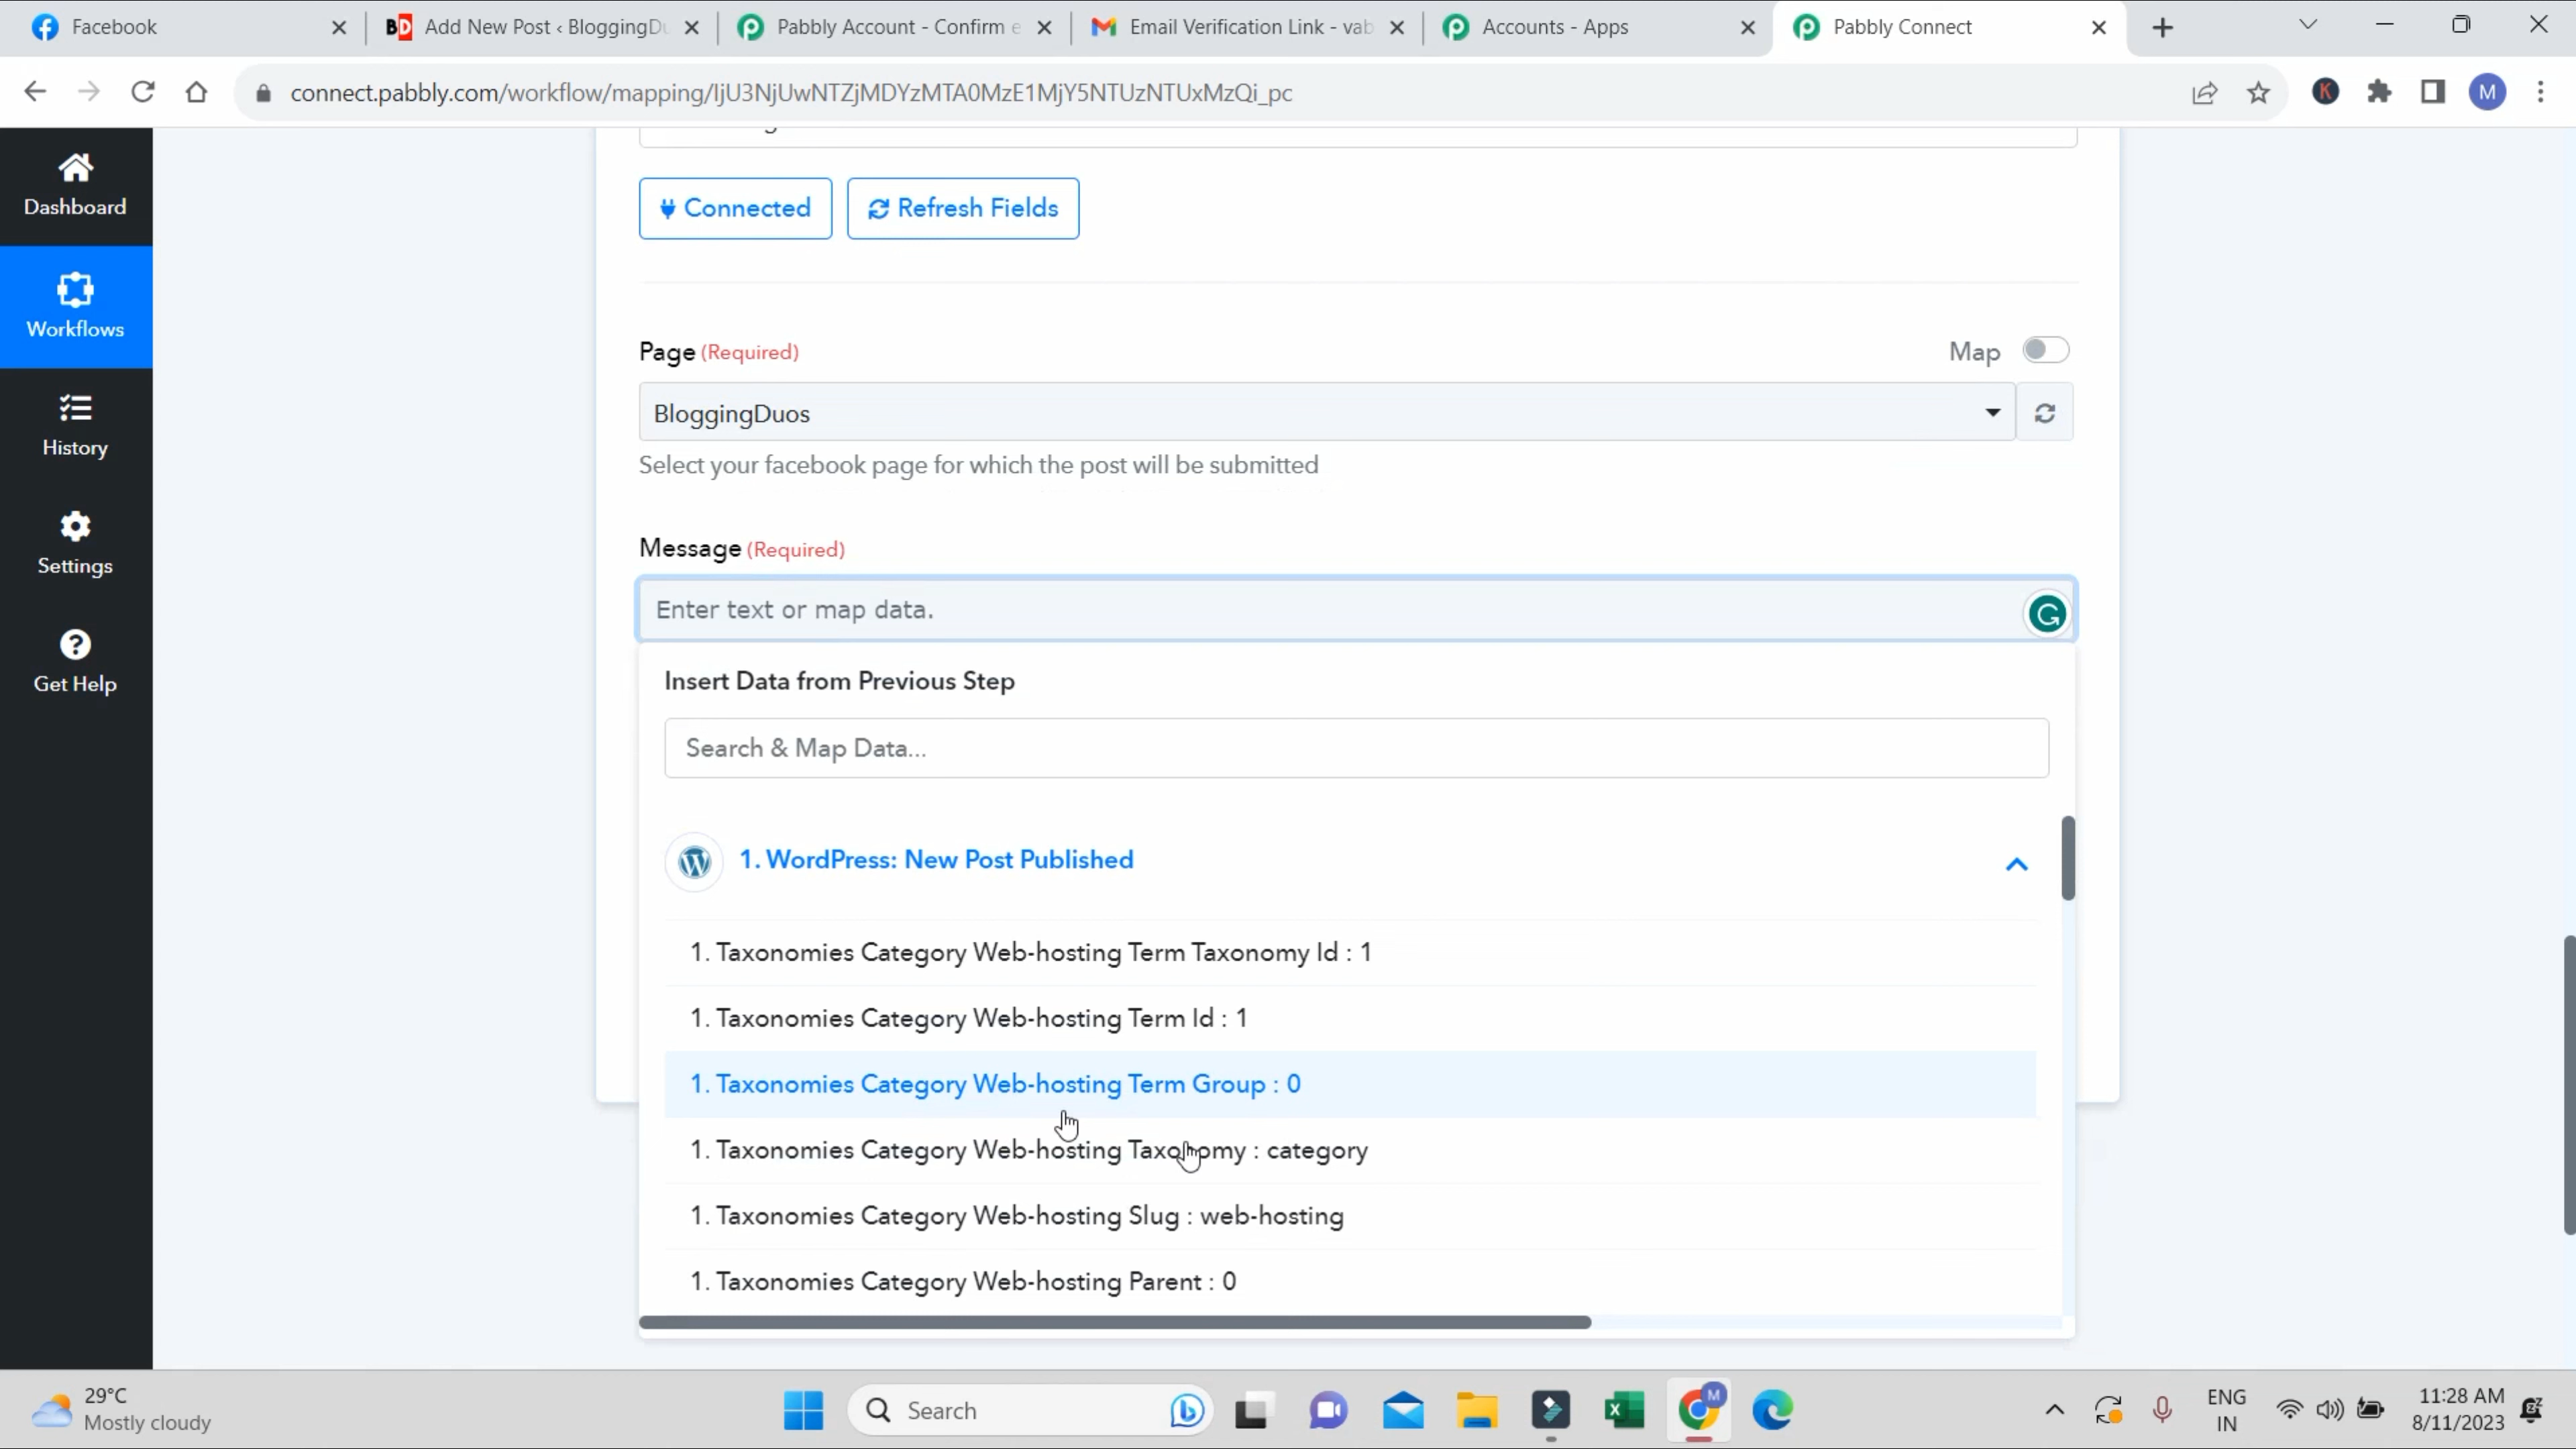 Facebook
Add New Post ‹ BloggingDu
Pabbly Account - Confirm e
Email Verification Link - vab
Accounts - Apps
Pabbly Connect
connect.pabbly.com/workflow/mapping/IjU3NjUwNTZjMDYzMTA0MzE1MjY5NTUzNTUxMzQi_pc
K
M
Dashboard
Workflows
History
Settings
Get Help
Connected
Refresh Fields
Page (Required)
Map
BloggingDuos
Select your facebook page for which the post will be submitted
Message (Required)
Enter text or map data.
Insert Data from Previous Step
Search & Map Data...
1. WordPress: New Post Published
1. Taxonomies Category Web-hosting Term Taxonomy Id : 1
1. Taxonomies Category Web-hosting Term Id : 1
1. Taxonomies Category Web-hosting Term Group : 0
1. Taxonomies Category Web-hosting Taxonomy : category
1. Taxonomies Category Web-hosting Slug : web-hosting
1. Taxonomies Category Web-hosting Parent : 0
29°C
Mostly cloudy
Search
M
ENG
IN
11:28 AM
8/11/2023